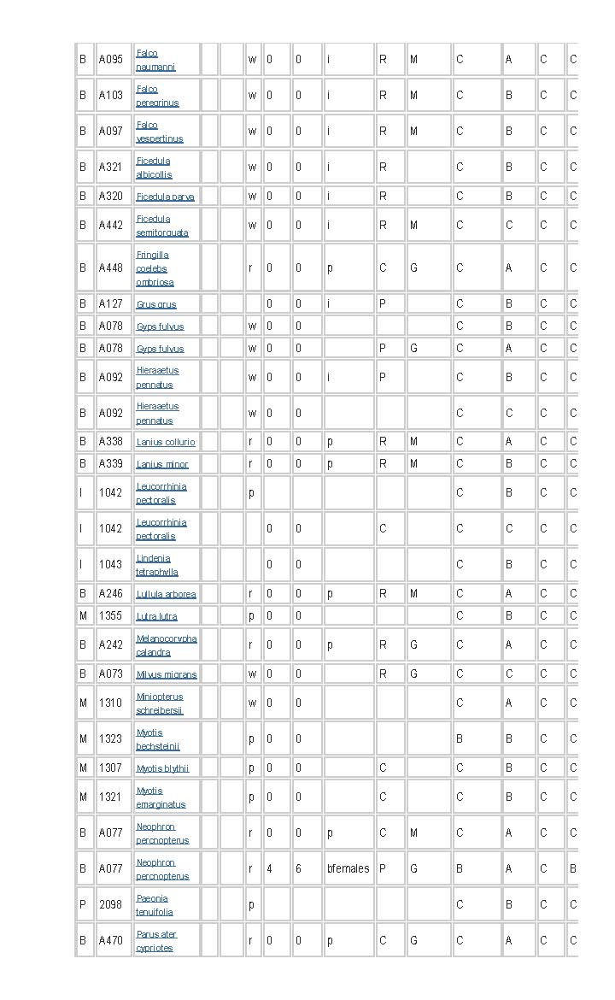 B A095 Falco naumanni w 0 0 i R M C A C C
B A103 Falco peregrinus w 0 0 i R M C B C C
B A097 Falco vespertinus w 0 0 i R M C B C C
B A321 Ficedula albicollis w 0 0 i R C B C C
B A320 Ficedula parva w 0 0 i R C B C C
B A442 Ficedula semitorquata w 0 0 i R M C C C C
B A448 Fringilla coelebs ombriosa r 0 0 p C G C A C C
B A127 Grus grus 0 0 i P C B C C
B A078 Gyps fulvus w 0 0 C B C C
B A078 Gyps fulvus w 0 0 P G C A C C
B A092 Hieraaetus pennatus w 0 0 i P C B C C
B A092 Hieraaetus pennatus w 0 0 C C C C
B A338 Lanius collurio r 0 0 p R M C A C C
B A339 Lanius minor r 0 0 p R M C B C C
I 1042 Leucorrhinia pectoralis p C B C C
I 1042 Leucorrhinia pectoralis 0 0 C C C C C
I 1043 Lindenia tetraphylla 0 0 C B C C
B A246 Lullula arborea r 0 0 p R M C A C C
M 1355 Lutra lutra p 0 0 C B C C
B A242 Melanocorypha calandra r 0 0 p R G C A C C
B A073 Milvus migrans w 0 0 R G C C C C
M 1310 Miniopterus schreibersii w 0 0 C A C C
M 1323 Myotis bechsteinii p 0 0 B B C C
M 1307 Myotis blythii p 0 0 C C B C C
M 1321 Myotis emarginatus p 0 0 C C B C C
B A077 Neophron percnopterus r 0 0 p C M C A C C
B A077 Neophron percnopterus r 4 6 bfemales P G B A C B
P 2098 Paeonia tenuifolia p C B C C
B A470 Parus ater cypriotes r 0 0 p C G C A C C